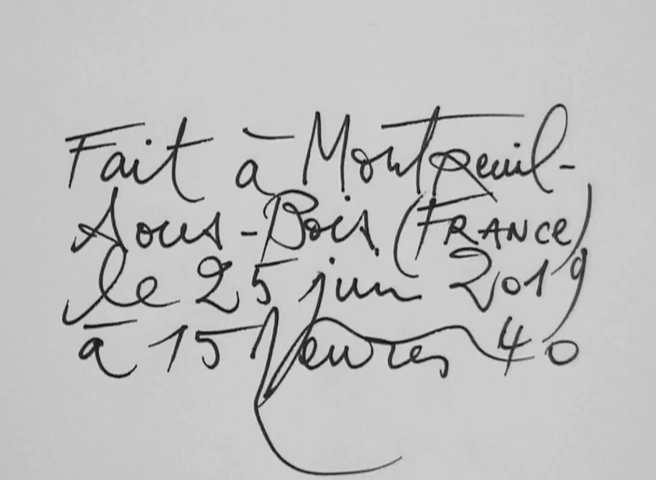 Fait à Montreuil-
sous-Bois (FRANCE)
le 25 juin 2019
à 15 heures 40